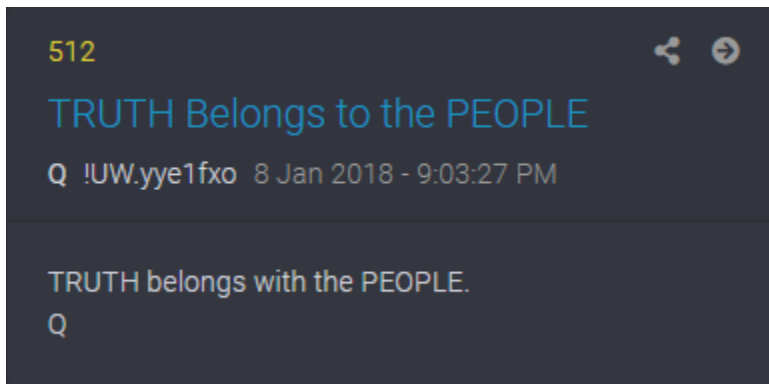 512
TRUTH Belongs to the PEOPLE
Q !UW.yye1fxo 8 Jan 2018 - 9:03:27 PM
TRUTH belongs with the PEOPLE.
Q